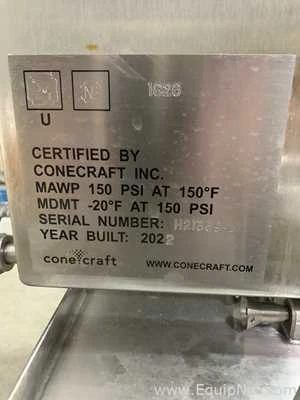 N 1626
U
CERTIFIED BY
CONECRAFT INC.
MAWP 150 PSI AT 150°F
MDMT -20°F AT 150 PSI
SERIAL NUMBER:
YEAR BUILT: 2022
conecraft WWW.CONECRAFT.COM
www.EquipNet.com